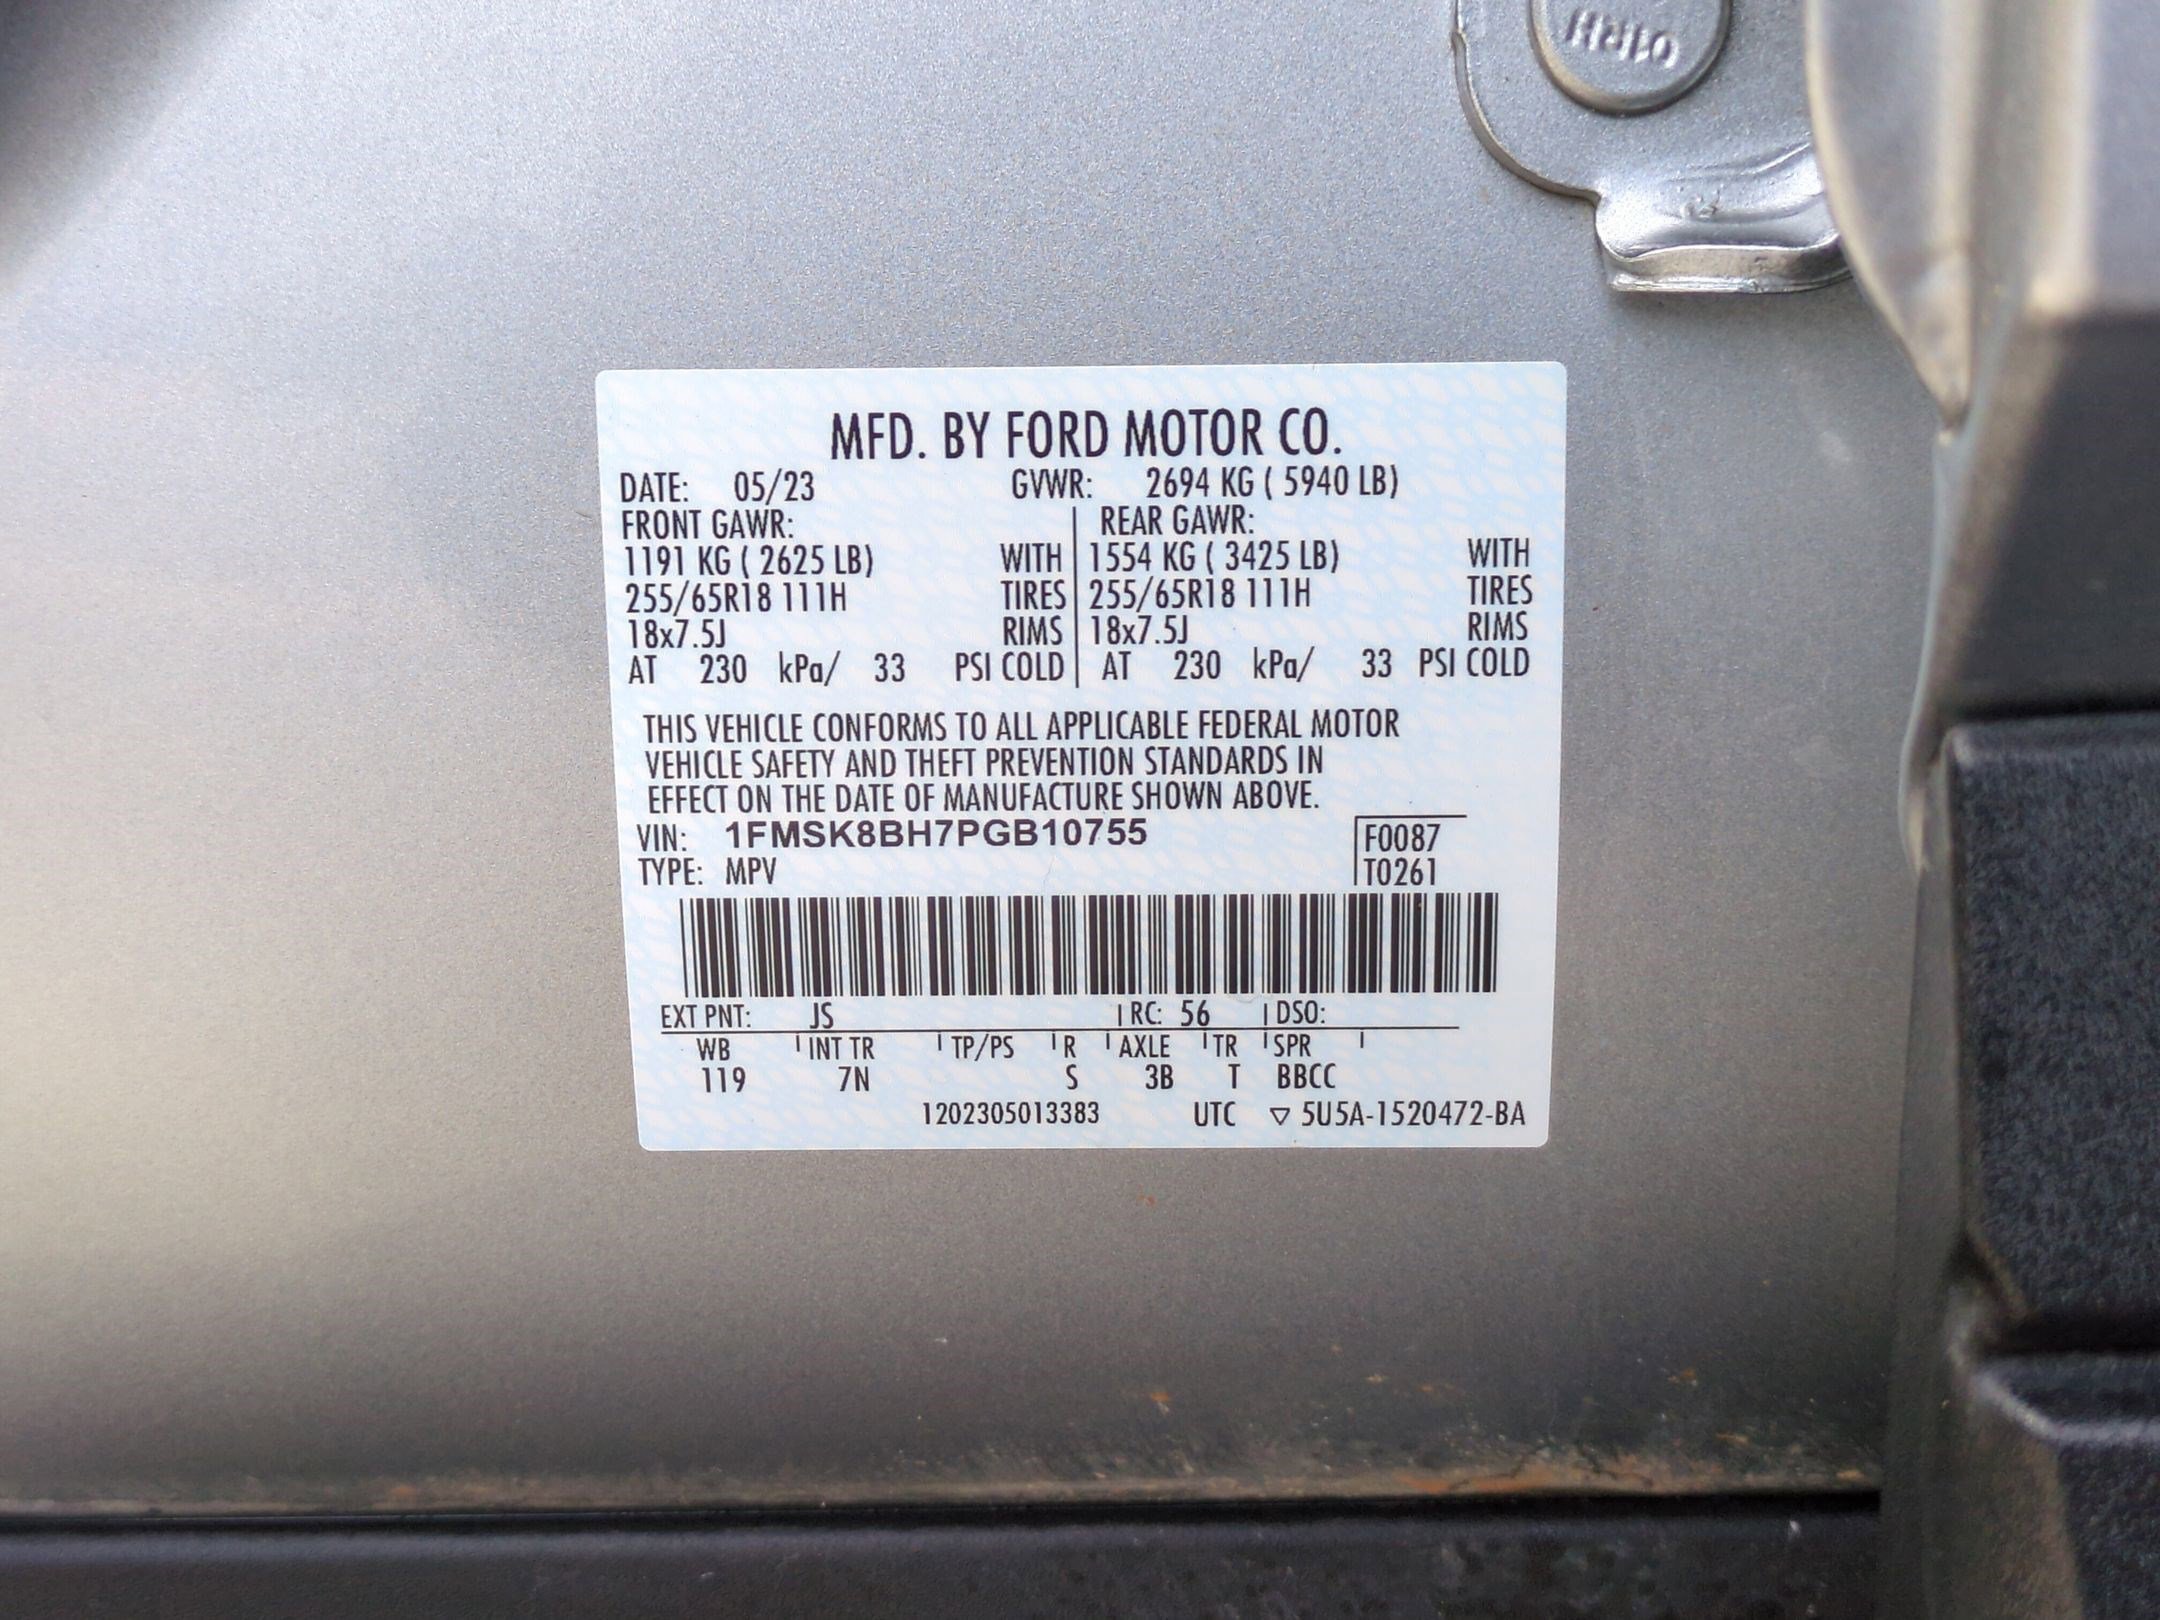 01RH
MFD. BY FORD MOTOR CO.
DATE: 05/23 GVWR: 2694 KG ( 5940 LB)
FRONT GAWR: REAR GAWR:
1191 KG ( 2625 LB) WITH 1554 KG ( 3425 LB) WITH
255/65R18 111H TIRES 255/65R18 111H TIRES
18x7.5J RIMS 18x7.5J RIMS
AT 230 kPa/ 33 PSI COLD AT 230 kPa/ 33 PSI COLD
THIS VEHICLE CONFORMS TO ALL APPLICABLE FEDERAL MOTOR
VEHICLE SAFETY AND THEFT PREVENTION STANDARDS IN
EFFECT ON THE DATE OF MANUFACTURE SHOWN ABOVE.
VIN: 1FMSK8BH7PGB10755 F0087
TYPE: MPV T0261
EXT PNT: JS RC: 56 DSO:
WB INT TR TP/PS R AXLE TR SPR
119 7N S 3B T BBCC
1202305013383 UTC ▽ 5U5A-1520472-BA